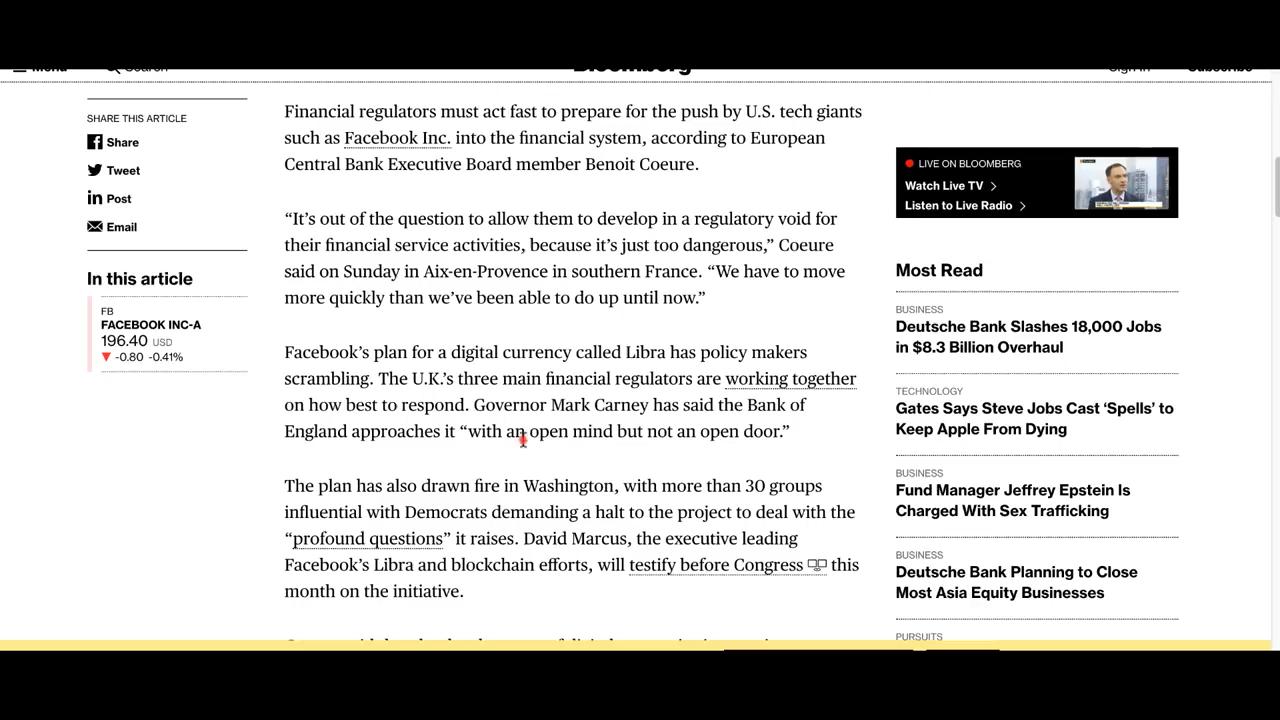 Menu
Search
Bloomberg
Sign In
Subscribe
SHARE THIS ARTICLE
Share
Tweet
Post
Email
In this article
FB
FACEBOOK INC-A
196.40 USD
▼ -0.80 -0.41%
Financial regulators must act fast to prepare for the push by U.S. tech giants
such as Facebook Inc. into the financial system, according to European
Central Bank Executive Board member Benoit Coeure.
“It’s out of the question to allow them to develop in a regulatory void for
their financial service activities, because it’s just too dangerous,” Coeure
said on Sunday in Aix-en-Provence in southern France. “We have to move
more quickly than we’ve been able to do up until now.”
Facebook’s plan for a digital currency called Libra has policy makers
scrambling. The U.K.’s three main financial regulators are working together
on how best to respond. Governor Mark Carney has said the Bank of
England approaches it “with an open mind but not an open door.”
The plan has also drawn fire in Washington, with more than 30 groups
influential with Democrats demanding a halt to the project to deal with the
“profound questions” it raises. David Marcus, the executive leading
Facebook’s Libra and blockchain efforts, will testify before Congress this
month on the initiative.
LIVE ON BLOOMBERG
Watch Live TV >
Listen to Live Radio >
Most Read
BUSINESS
Deutsche Bank Slashes 18,000 Jobs
in $8.3 Billion Overhaul
TECHNOLOGY
Gates Says Steve Jobs Cast ‘Spells’ to
Keep Apple From Dying
BUSINESS
Fund Manager Jeffrey Epstein Is
Charged With Sex Trafficking
BUSINESS
Deutsche Bank Planning to Close
Most Asia Equity Businesses
PURSUITS